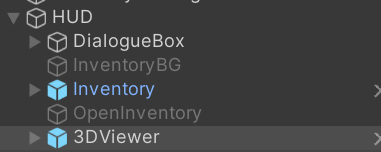 HUD
DialogueBox
InventoryBG
Inventory
OpenInventory
3DViewer